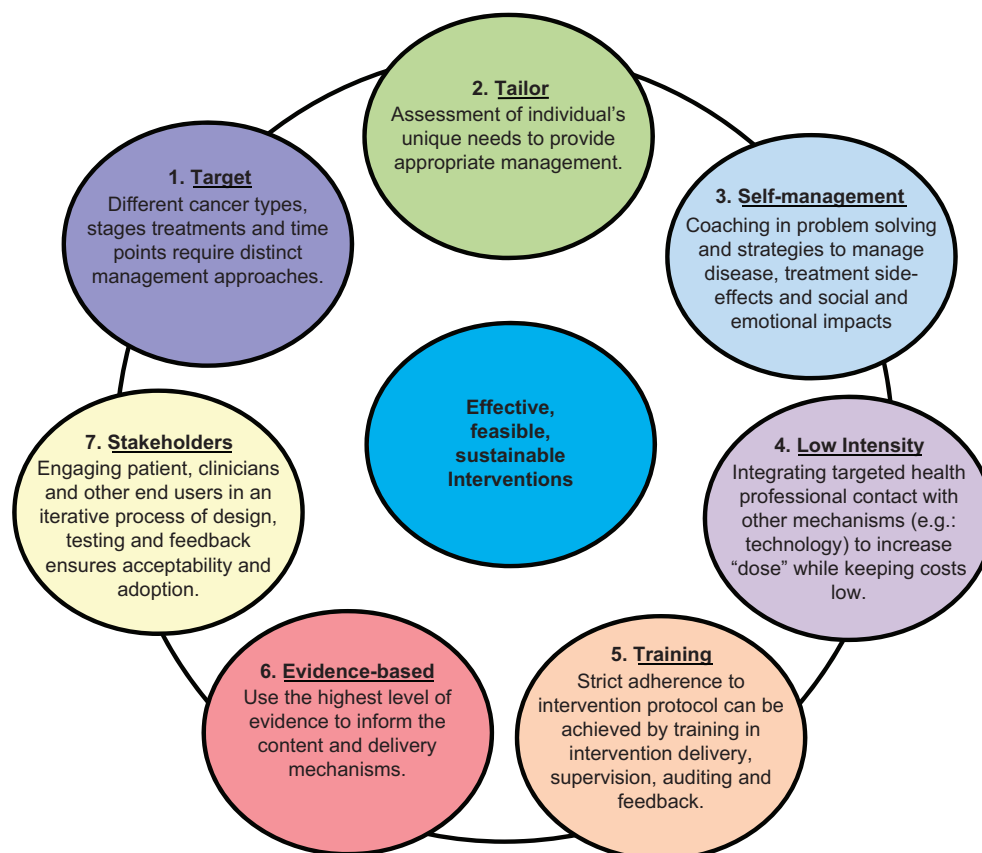 1. Target
Different cancer types,
stages treatments and time
points require distinct
management approaches.
2. Tailor
Assessment of individual’s
unique needs to provide
appropriate management.
3. Self-management
Coaching in problem solving
and strategies to manage
disease, treatment side-
effects and social and
emotional impacts
4. Low Intensity
Integrating targeted health
professional contact with
other mechanisms (e.g.:
technology) to increase
“dose” while keeping costs
low.
5. Training
Strict adherence to
intervention protocol can be
achieved by training in
intervention delivery,
supervision, auditing and
feedback.
6. Evidence-based
Use the highest level of
evidence to inform the
content and delivery
mechanisms.
7. Stakeholders
Engaging patient, clinicians
and other end users in an
iterative process of design,
testing and feedback
ensures acceptability and
adoption.
Effective,
feasible,
sustainable
Interventions